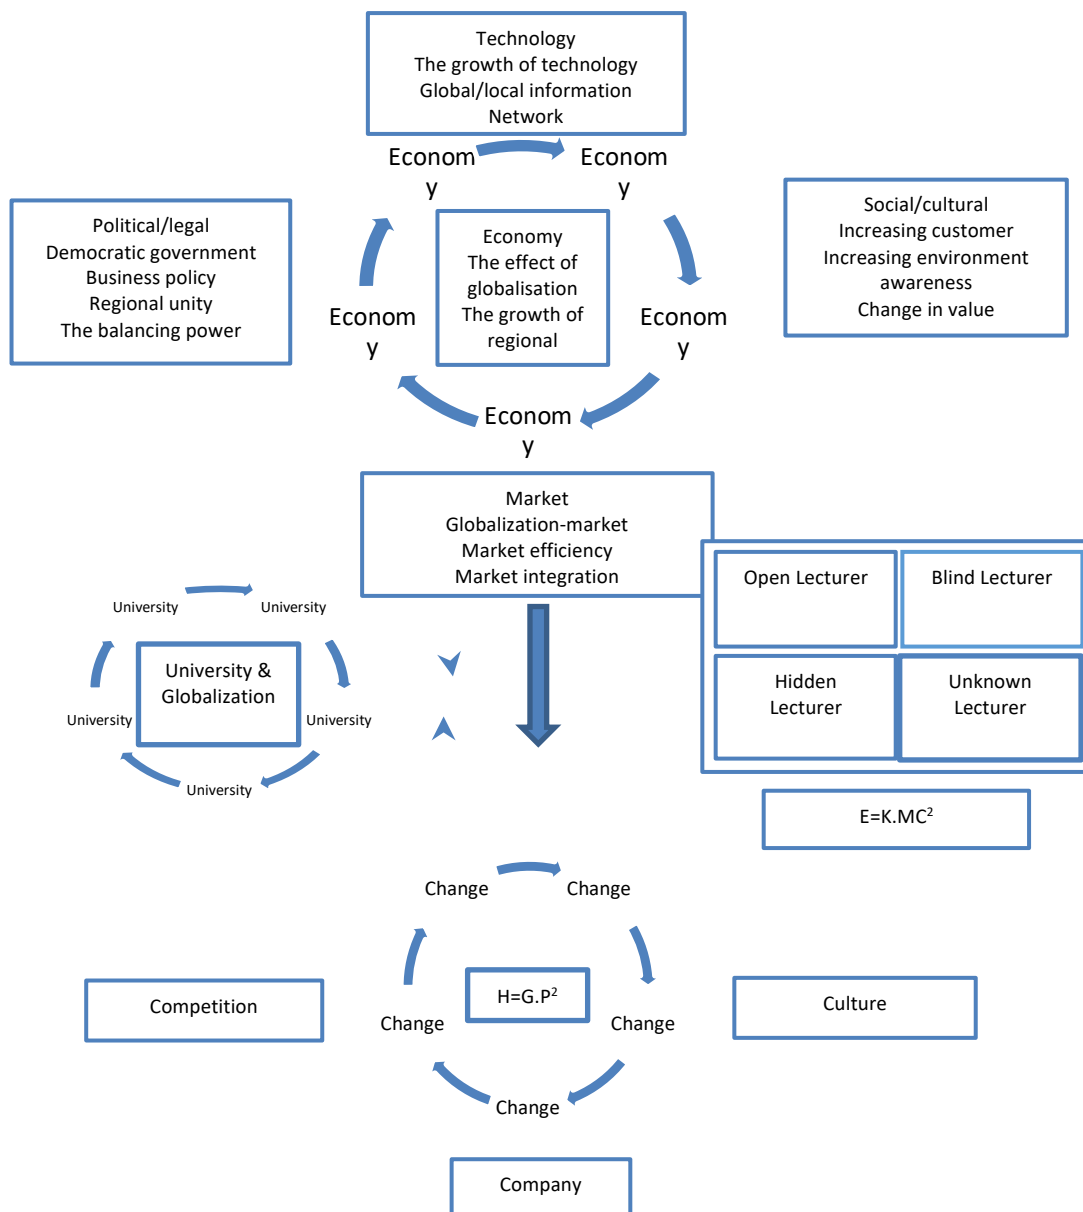 Technology
The growth of technology
Global/local information
Network
Econom
y
Econom
y
Political/legal
Democratic government
Business policy
Regional unity
The balancing power
Economy
The effect of
globalisation
The growth of
regional
Social/cultural
Increasing customer
Increasing environment
awareness
Change in value
Econom
y
Econom
y
Econom
y
Market
Globalization-market
Market efficiency
Market integration
Open Lecturer
Blind Lecturer
Hidden
Lecturer
Unknown
Lecturer
University
University
University &
Globalization
University
University
University
E=K.MC²
Change
Change
Competition
H=G.P²
Culture
Change
Change
Change
Company